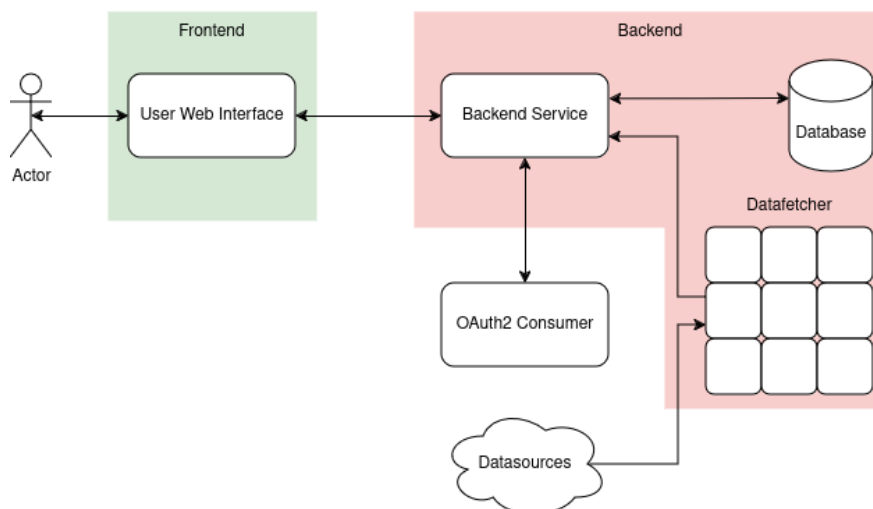 Frontend
Backend
User Web Interface
Backend Service
Database
Actor
Datafetcher
OAuth2 Consumer
Datasources